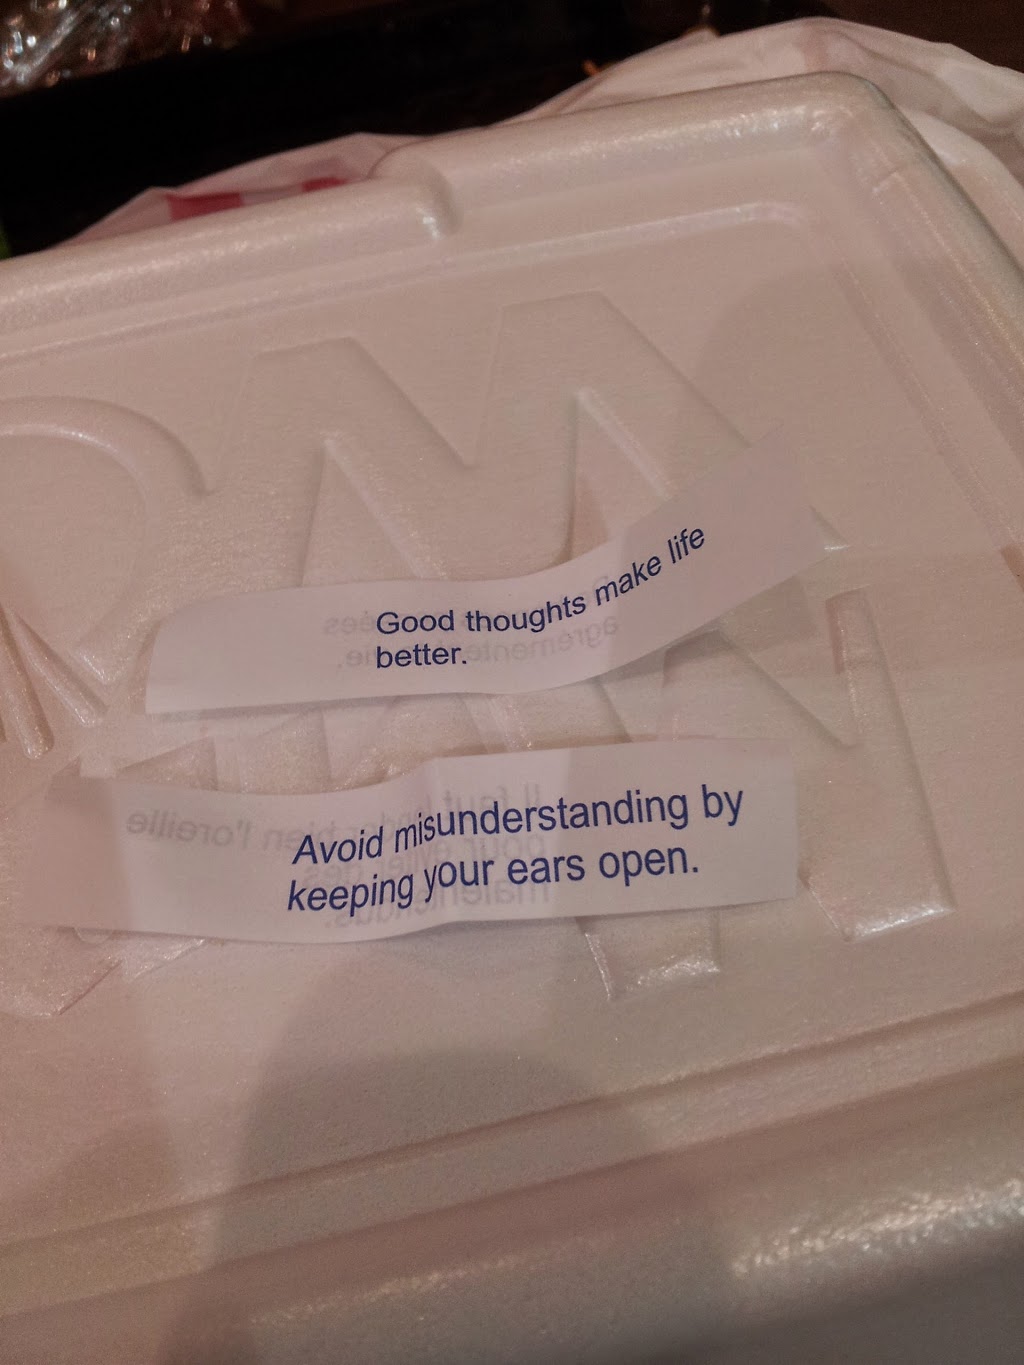 Good thoughts make life
better.
Avoid misunderstanding by
keeping your ears open.